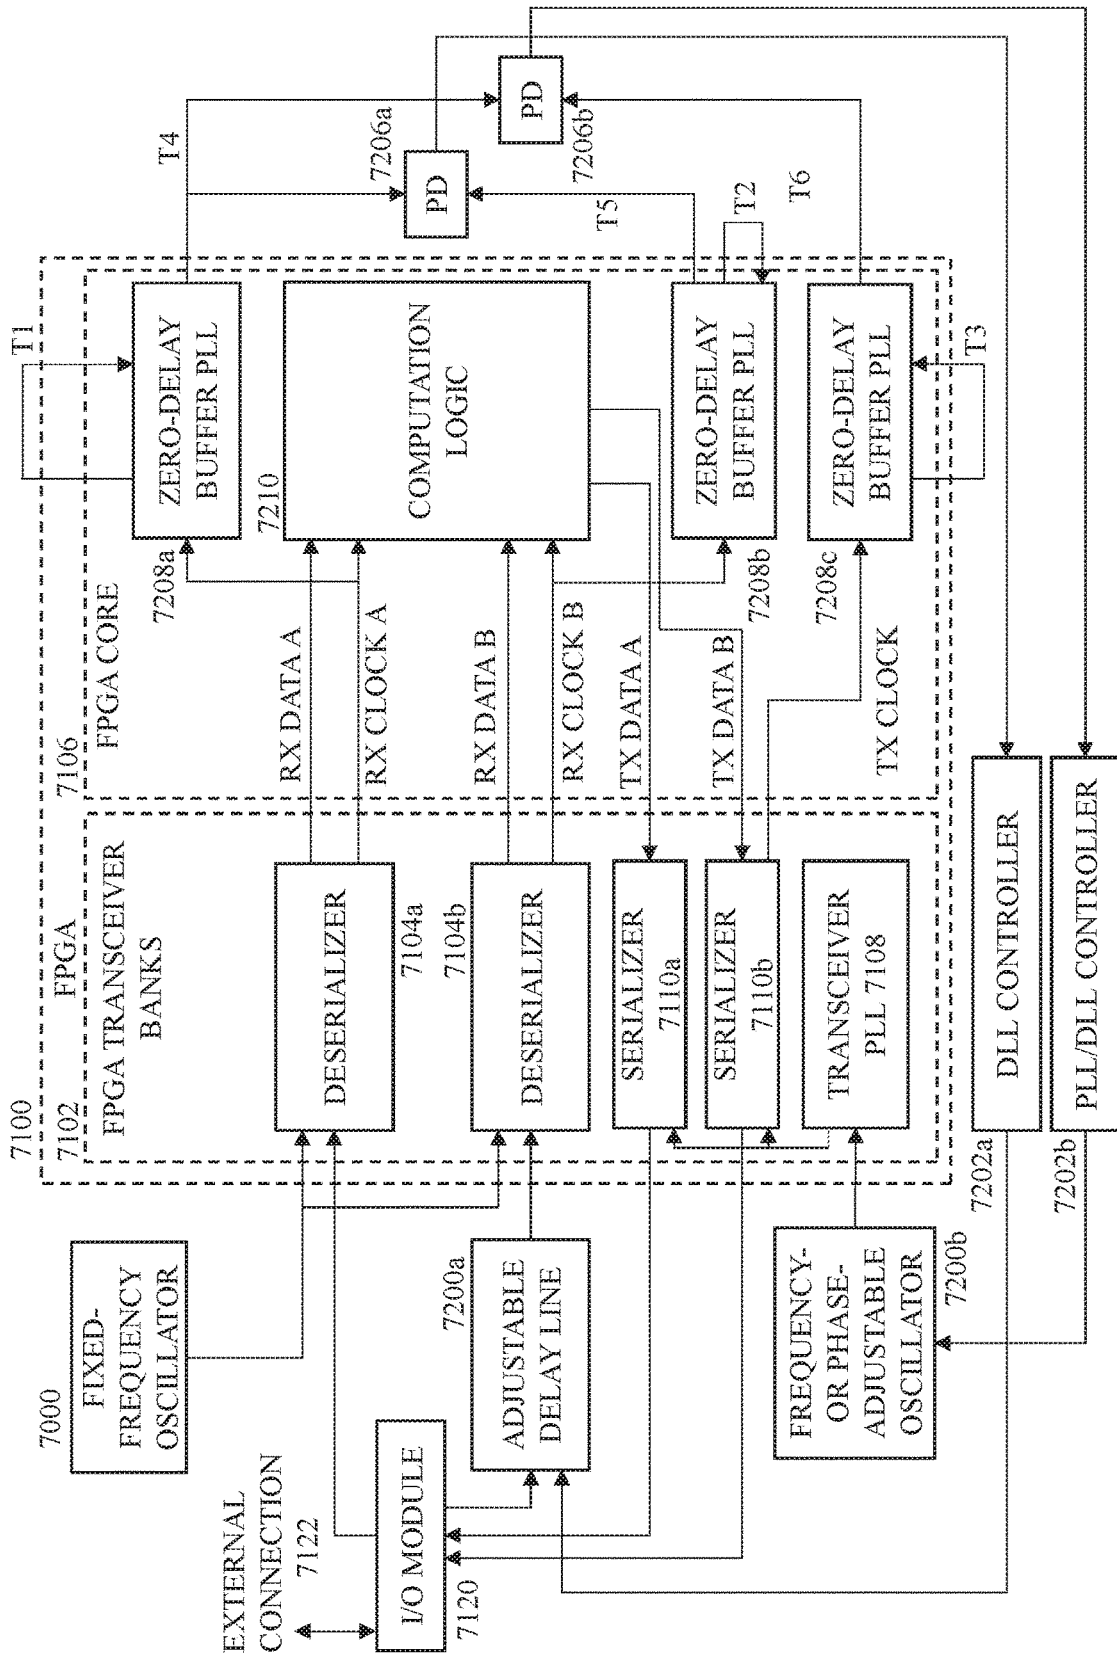 EXTERNAL
CONNECTION
7122
I/O MODULE
7120
7000
FIXED-
FREQUENCY
OSCILLATOR
ADJUSTABLE
DELAY LINE
7200a
FREQUENCY-
OR PHASE-
ADJUSTABLE
OSCILLATOR
7200b
7100
FPGA
7102
FPGA TRANSCEIVER
BANKS
DESERIALIZER
7104a
7104b
DESERIALIZER
SERIALIZER
7110a
SERIALIZER
7110b
TRANSCEIVER
PLL 7108
7202a
DLL CONTROLLER
7202b
PLL/DLL CONTROLLER
7106
FPGA CORE
RX DATA A
RX CLOCK A
RX DATA B
RX CLOCK B
TX DATA A
TX DATA B
TX CLOCK
7208a
ZERO-DELAY
BUFFER PLL
T1
7210
COMPUTATION
LOGIC
ZERO-DELAY
BUFFER PLL
7208b
7208c
ZERO-DELAY
BUFFER PLL
T3
T4
7206a
PD
T5
T2
T6
PD
7206b